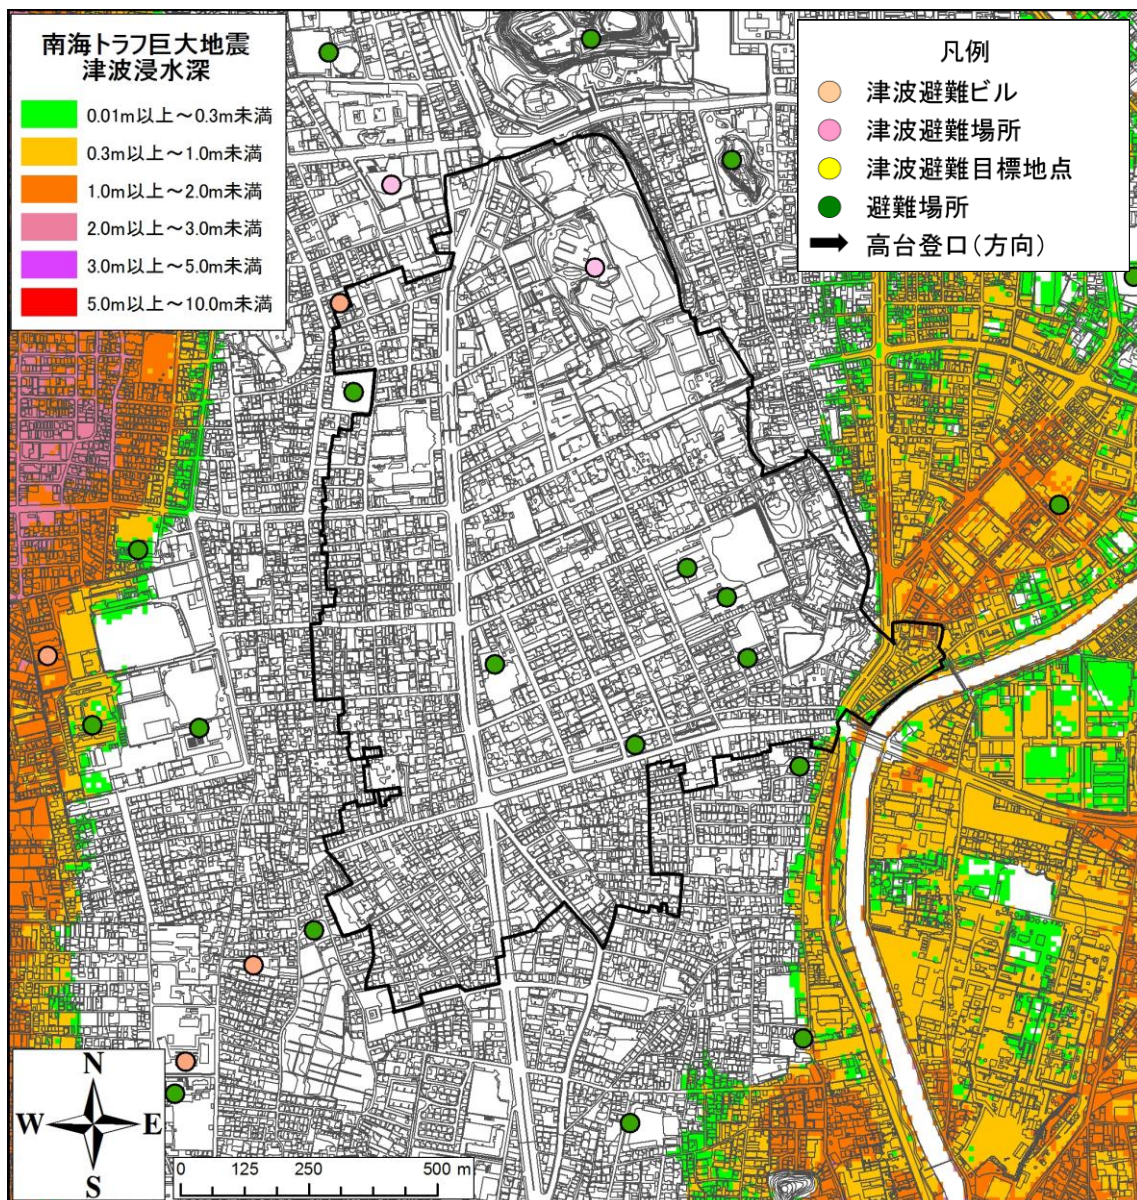 南海トラフ巨大地震
津波浸水深
0.01m以上～0.3m未満
0.3m以上～1.0m未満
1.0m以上～2.0m未満
2.0m以上～3.0m未満
3.0m以上～5.0m未満
5.0m以上～10.0m未満
凡例
津波避難ビル
津波避難場所
津波避難目標地点
避難場所
高台登口(方向)
N
W E
S
0 125 250 500 m